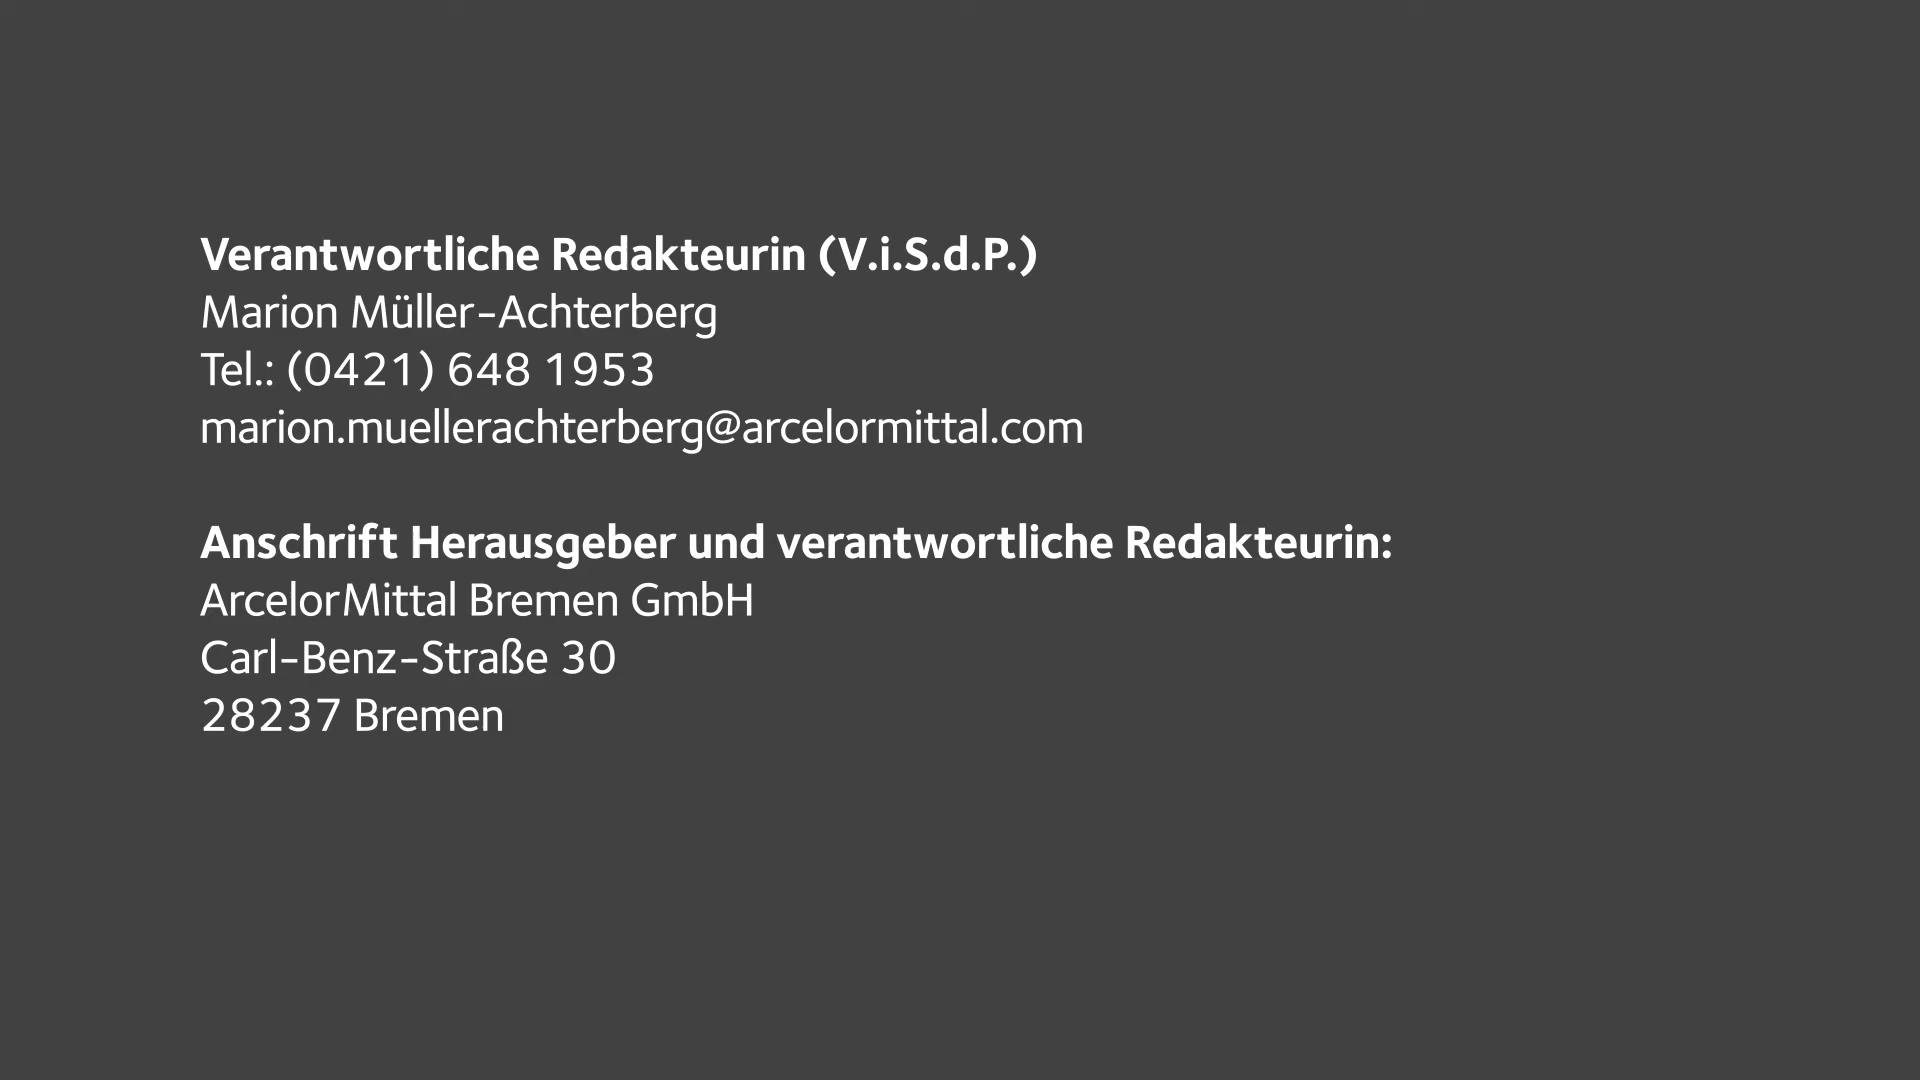 Verantwortliche Redakteurin (V.i.S.d.P.)
Marion Müller-Achterberg
Tel.: (0421) 648 1953
marion.muellerachterberg@arcelormittal.com
Anschrift Herausgeber und verantwortliche Redakteurin:
ArcelorMittal Bremen GmbH
Carl-Benz-Straße 30
28237 Bremen